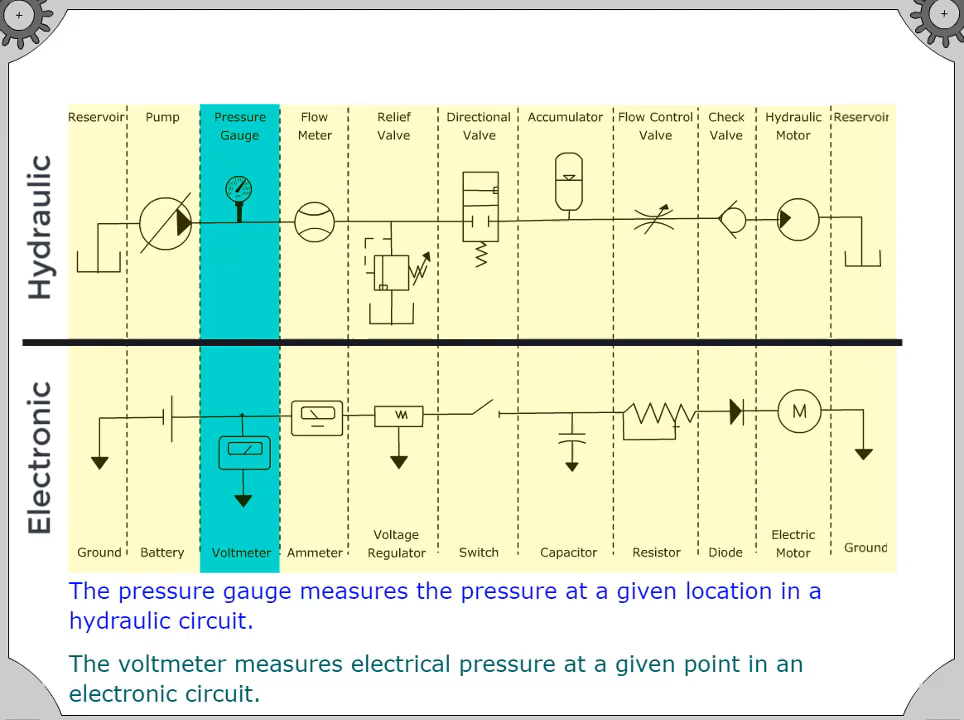 Reservoir
Pump
Pressure
Gauge
Flow
Meter
Relief
Valve
Directional
Valve
Accumulator
Flow Control
Valve
Check
Valve
Hydraulic
Motor
Reservoir
Hydraulic
Electronic
M
Ground
Battery
Voltmeter
Ammeter
Voltage
Regulator
Switch
Capacitor
Resistor
Diode
Electric
Motor
Ground
The pressure gauge measures the pressure at a given location in a
hydraulic circuit.
The voltmeter measures electrical pressure at a given point in an
electronic circuit.